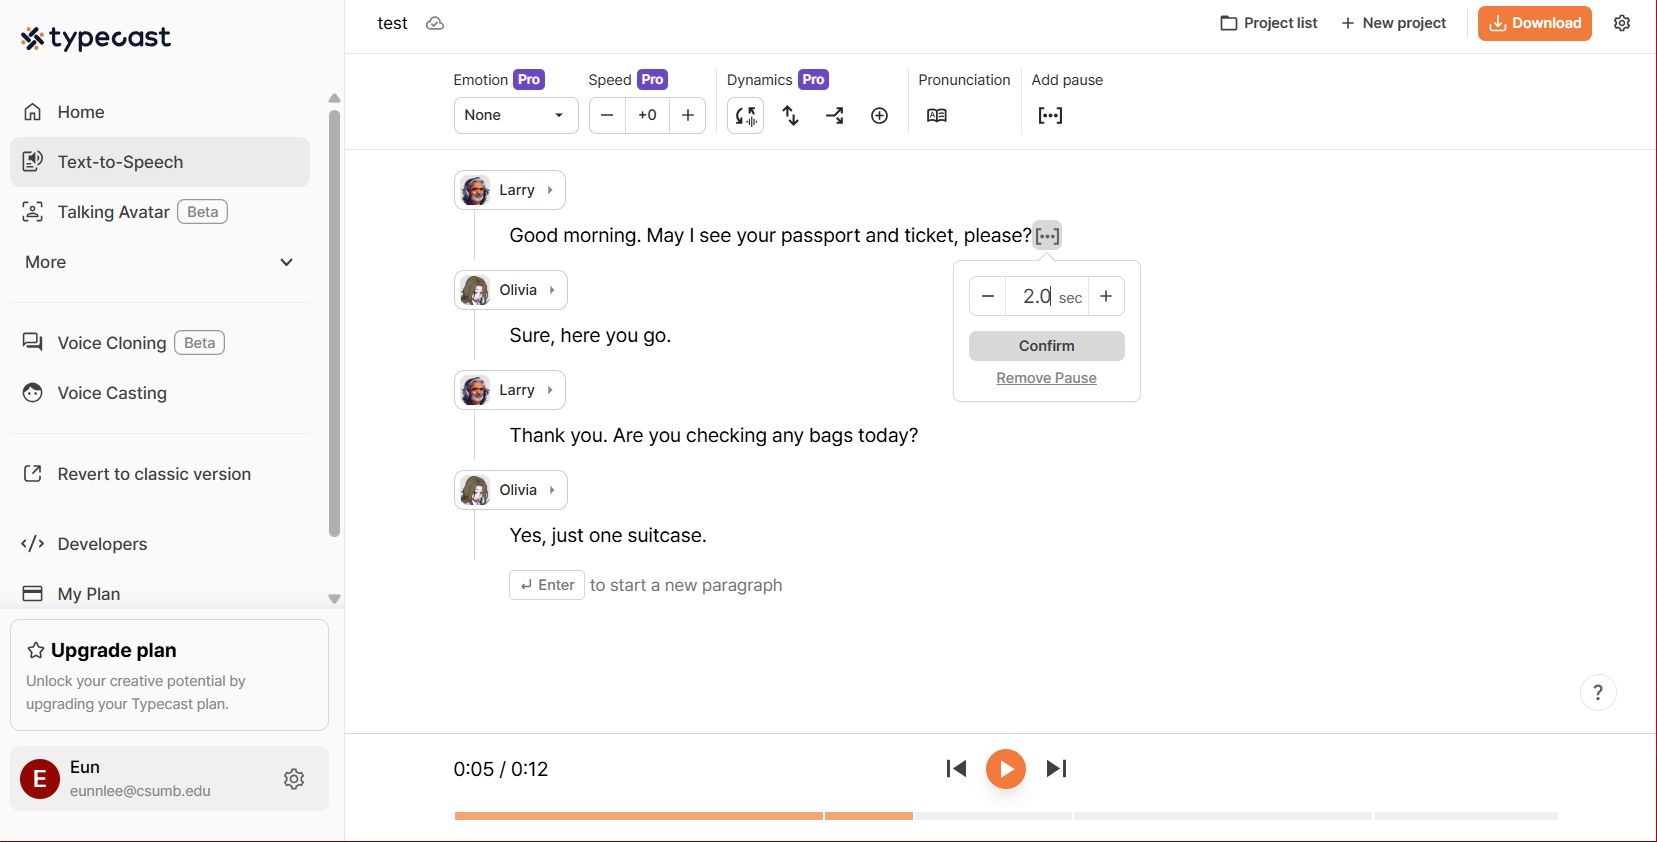 typecast
Home
Text-to-Speech
Talking Avatar Beta
More
Voice Cloning Beta
Voice Casting
Revert to classic version
Developers
My Plan
Upgrade plan
Unlock your creative potential by
upgrading your Typecast plan.
E
Eun
eunnlee@csumb.edu
test
Project list
+ New project
Download
Emotion Pro
Speed Pro
Dynamics Pro
Pronunciation
Add pause
None
− +0 +
Larry
Good morning. May I see your passport and ticket, please?[···]
− 2.0 sec +
Confirm
Remove Pause
Olivia
Sure, here you go.
Larry
Thank you. Are you checking any bags today?
Olivia
Yes, just one suitcase.
↵ Enter to start a new paragraph
?
0:05 / 0:12